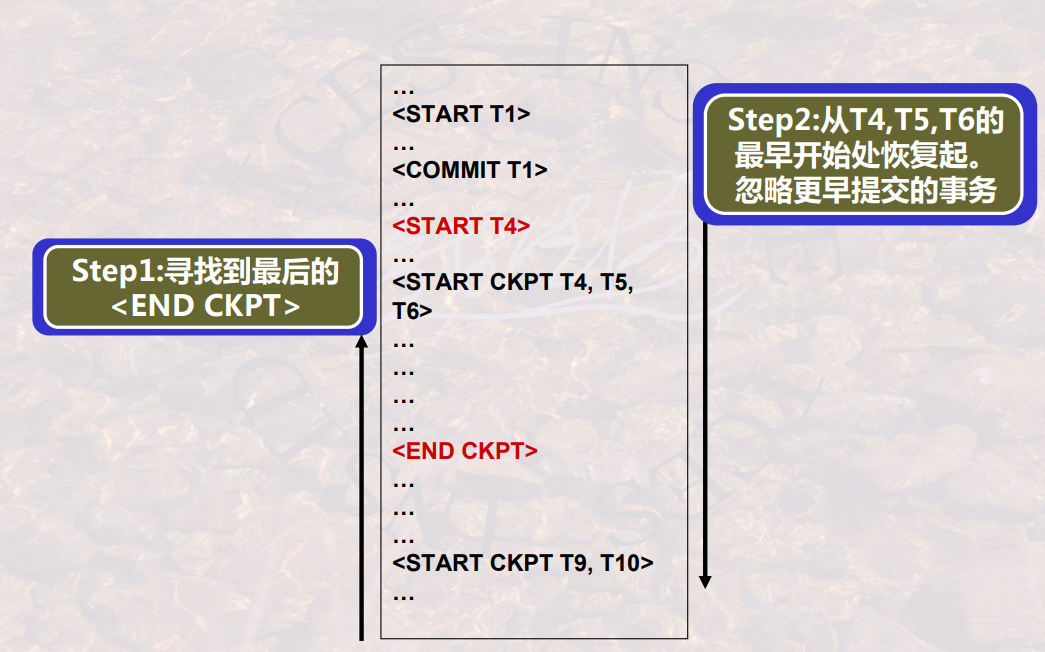 ...
<START T1>
...
<COMMIT T1>
...
<START T4>
...
<START CKPT T4, T5,
T6>
...
...
...
...
<END CKPT>
...
...
...
<START CKPT T9, T10>
...
Step1:寻找到最后的
<END CKPT>
Step2:从T4,T5,T6的
最早开始处恢复起。
忽略更早提交的事务